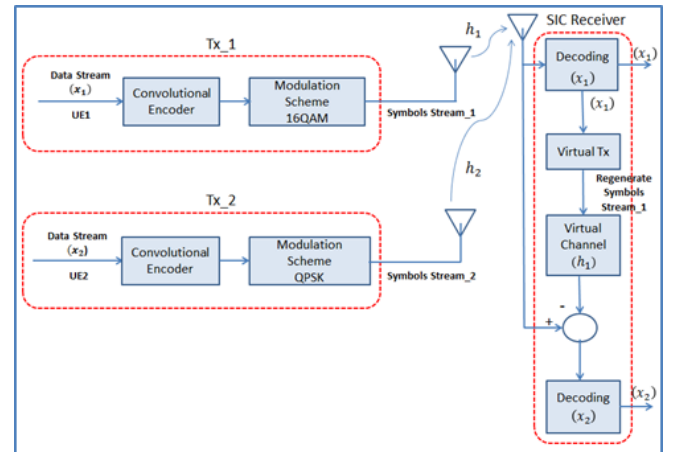 SIC Receiver
Tx_1
h₁
Data Stream
(x₁)
UE1
Convolutional
Encoder
Modulation
Scheme
16QAM
Symbols Stream_1
Decoding
(x₁)
(x₁)
(x₁)
Virtual Tx
Regenerate
Symbols
Stream_1
h₂
Tx_2
Data Stream
(x₂)
UE2
Convolutional
Encoder
Modulation
Scheme
QPSK
Symbols Stream_2
Virtual
Channel
(h₁)
-
+
Decoding
(x₂)
(x₂)